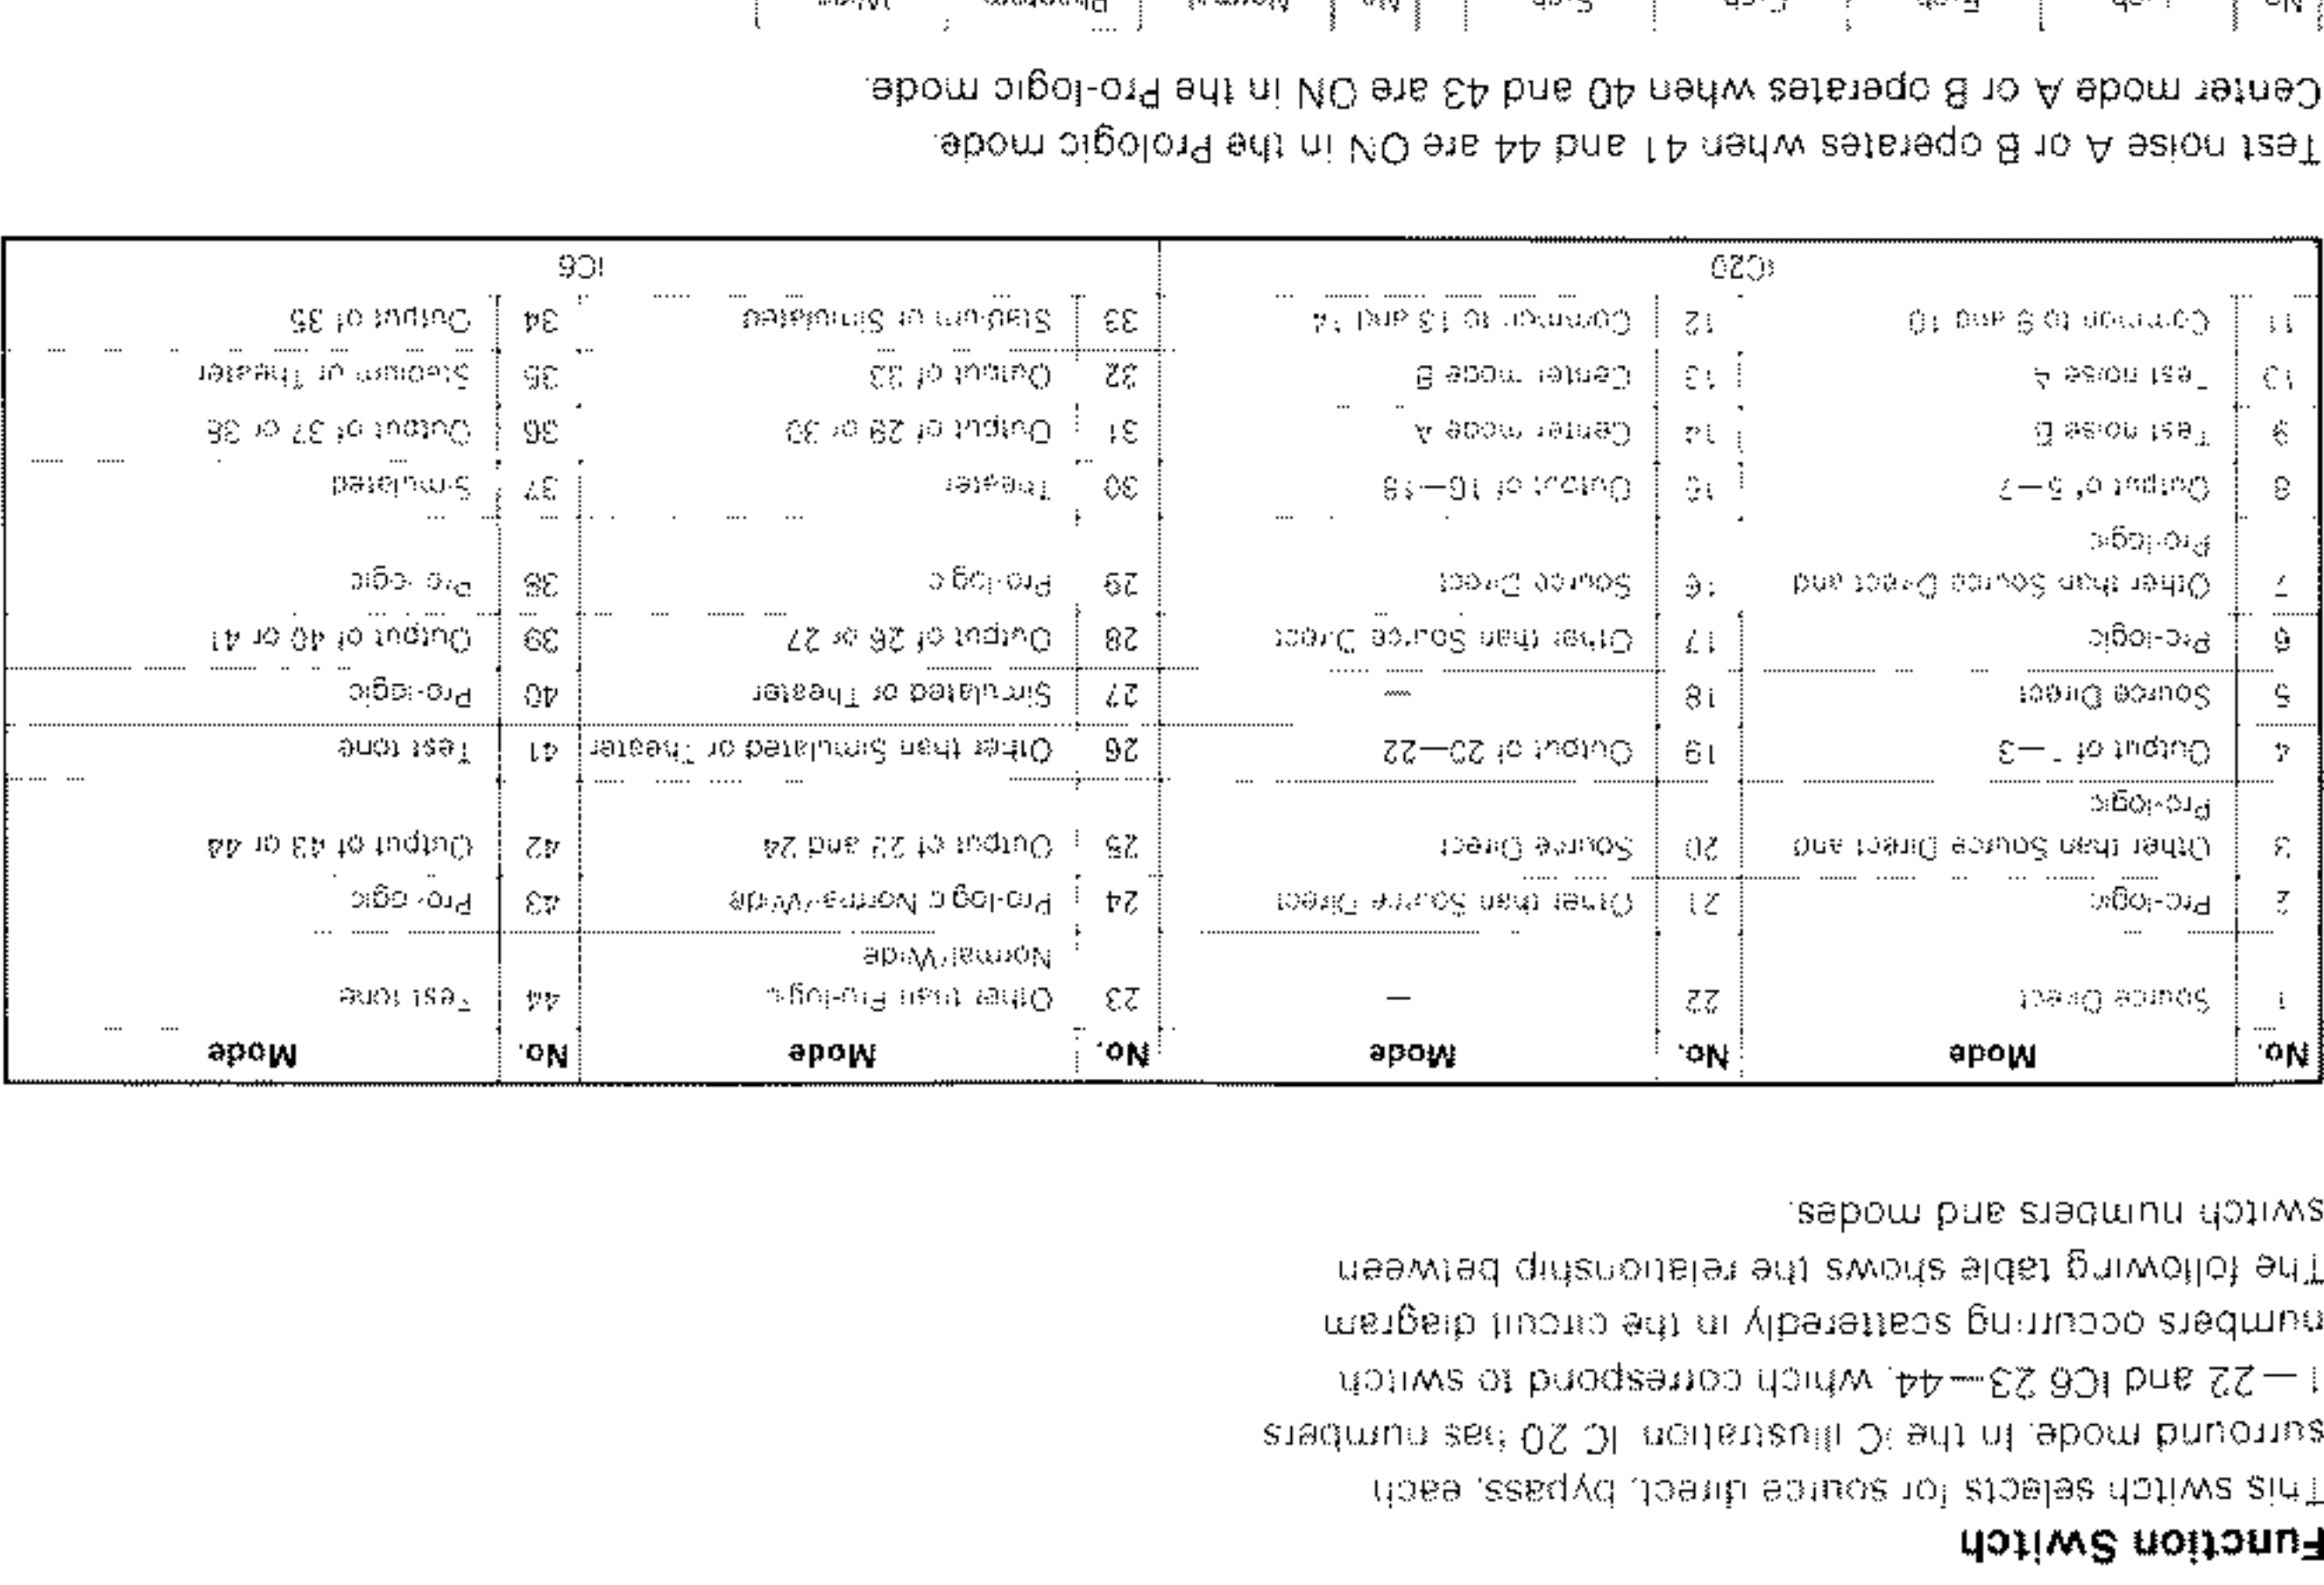 Function Switch
This switch selects for source direct, bypass, each
surround mode. In the IC illustration IC 20 has numbers
1—22 and IC6 23—44, which correspond to switch
numbers occurring scatteredly in the circuit diagram
The following table shows the relationship between
switch numbers and modes.
No. Mode No. Mode No. Mode No. Mode
1 Source Direct 22 — 23 Other than Pro-logic Normal/Wide 44 Test tone
2 Pro-logic 21 Other than Source Direct 24 Pro-logic Normal/Wide 43 Pro-logic
3 Other than Source Direct and Pro-logic 20 Source Direct 25 Output of and 24 42 Output of 43 or 44
4 Output of 1—3 19 Output of 20—22 26 Other than Simulated or Theater 41 Test tone
5 Source Direct 18 — 27 Simulated or Theater 40 Pro-logic
6 Pro-logic 17 Other than Source Direct 28 Output of 26 or 27 39 Output of 40 or 41
7 Other than Source Direct and Pro-logic 16 Source Direct 29 Pro-logic 38 Pro-logic
8 Output of 5—7 15 Output of 16—18 30 Theater 37 Simulated
9 Test noise B 14 Center mode A 31 Output of 29 or 30 36 Output of 37 or 38
10 Test noise A 13 Center mode B 32 Output of 33 35 Stadium or Theater
11 Common to 9 and 10 12 Common to 13 and 14 33 Stadium or Simulated 34 Output of 35
IC20 IC6
Test noise A or B operates when 41 and 44 are ON in the Prologic mode.
Center mode A or B operates when 40 and 43 are ON in the Pro-logic mode.
No. No. Normal Phantom Wide